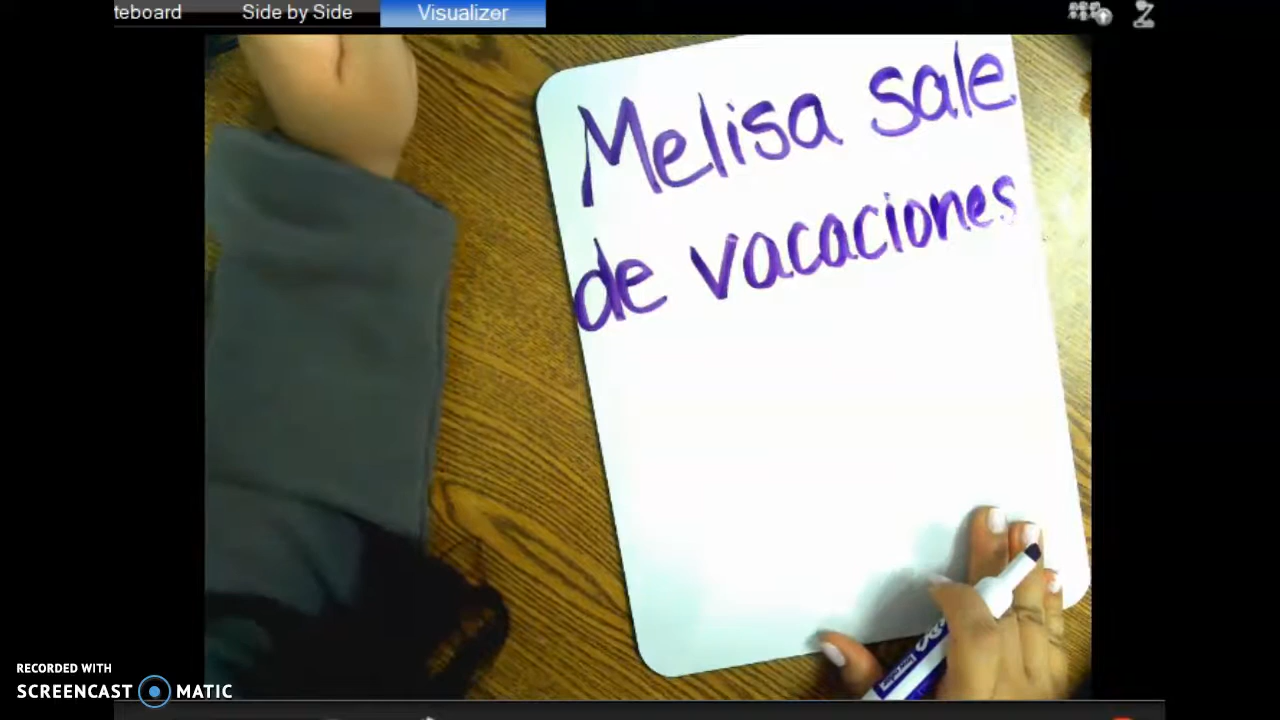 teboard Side by Side Visualizer
Melisa sale
de vacaciones
RECORDED WITH
SCREENCAST MATIC